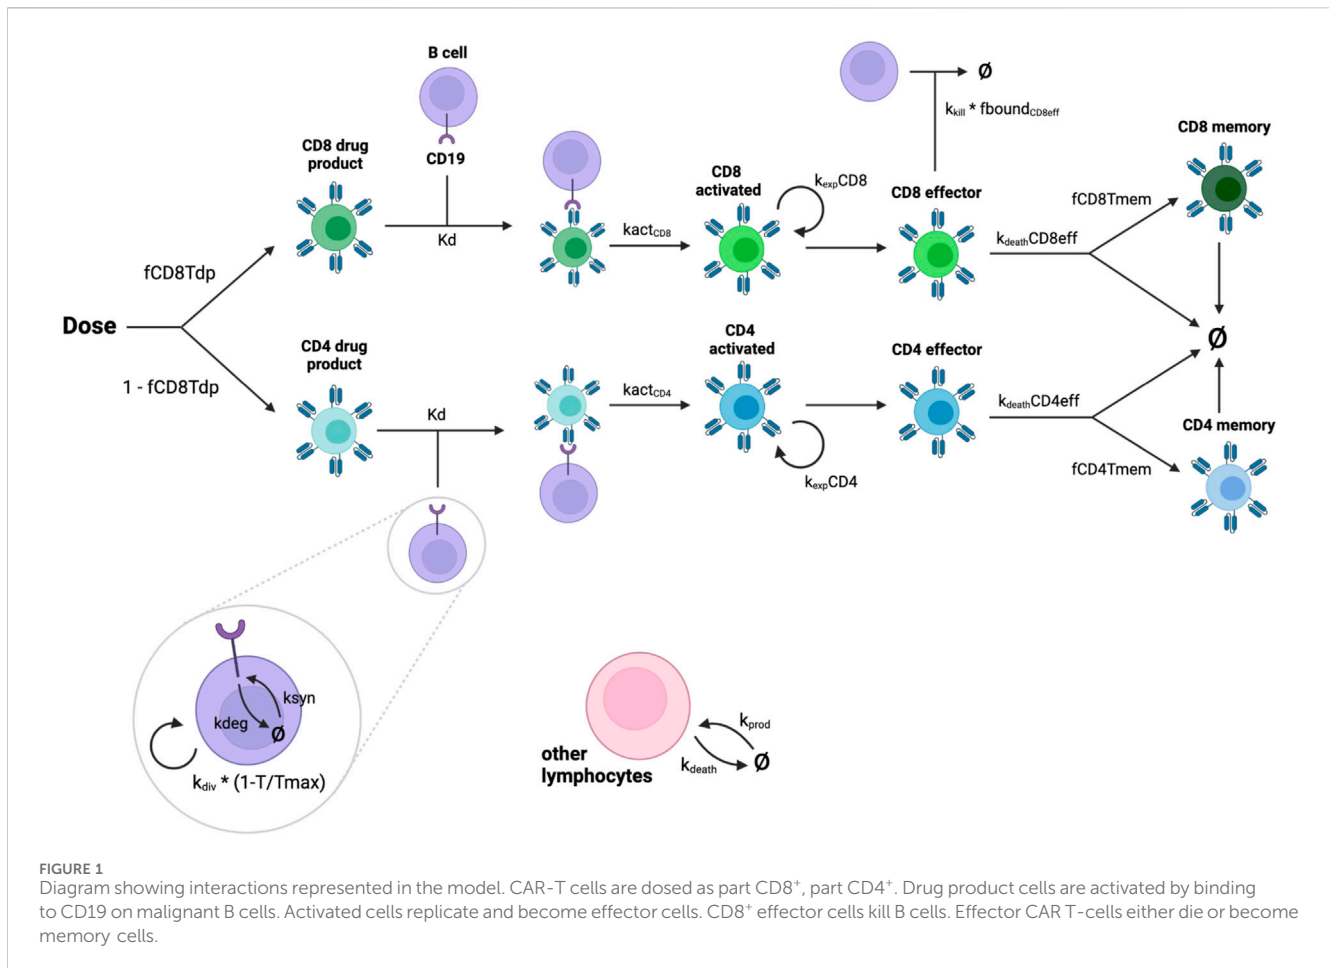 B cell
CD19
CD8 drug
product
Kd
fCD8Tdp
Dose
1 - fCD8Tdp
CD4 drug
product
Kd
kactCD8
CD8
activated
kexpCD8
CD8 effector
kkill * fboundCD8eff
Ø
kdeathCD8eff
fCD8Tmem
CD8 memory
Ø
kactCD4
CD4
activated
kexpCD4
CD4 effector
kdeathCD4eff
fCD4Tmem
CD4 memory
ksyn
kdeg
Ø
kdiv * (1-T/Tmax)
other
lymphocytes
kprod
kdeath
Ø
FIGURE 1
Diagram showing interactions represented in the model. CAR-T cells are dosed as part CD8⁺, part CD4⁺. Drug product cells are activated by binding
to CD19 on malignant B cells. Activated cells replicate and become effector cells. CD8⁺ effector cells kill B cells. Effector CAR T-cells either die or become
memory cells.